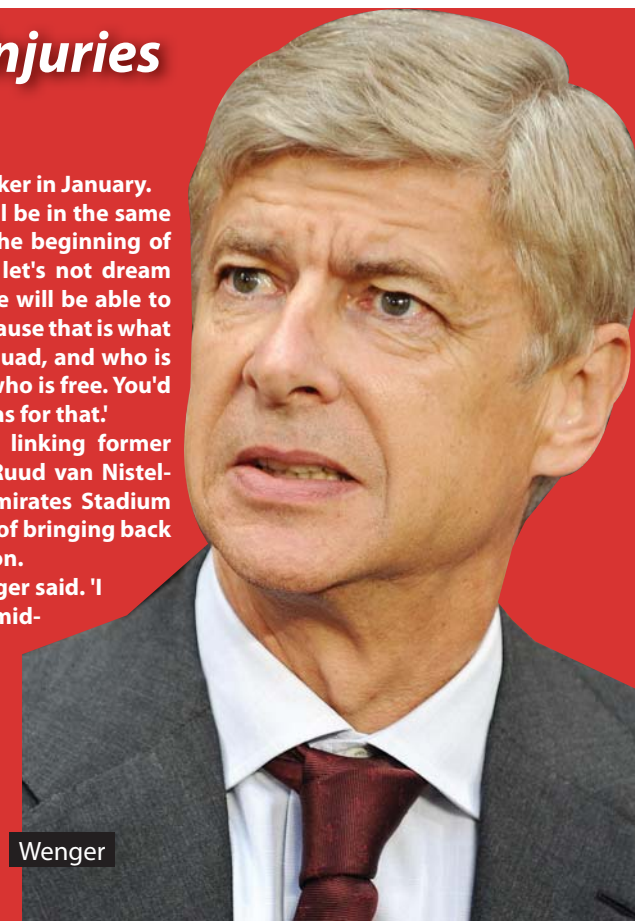 njuries
ker in January.
l be in the same
he beginning of
let's not dream
e will be able to
ause that is what
uad, and who is
who is free. You'd
ns for that.'
linking former
Ruud van Nistel-
mirates Stadium
of bringing back
on.
ger said. 'I
mid-
Wenger